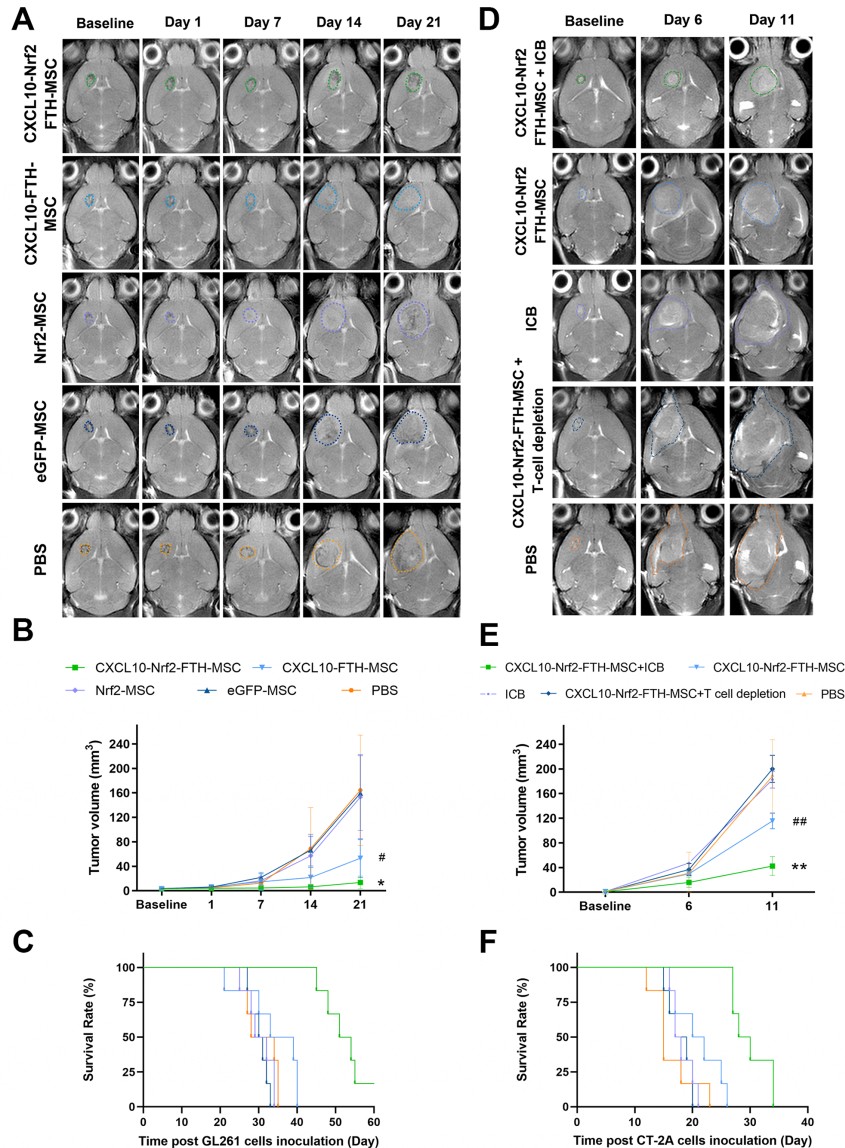 A
Baseline Day 1 Day 7 Day 14 Day 21
CXCL10-Nrf2
FTH-MSC
CXCL10-FTH-
MSC
Nrf2-MSC
eGFP-MSC
PBS
B
CXCL10-Nrf2-FTH-MSC CXCL10-FTH-MSC
Nrf2-MSC eGFP-MSC PBS
Tumor volume (mm3)
240
200
160
120
80
40
0
#
*
Baseline 1 7 14 21
C
Survival Rate (%)
100
50
0
0 10 20 30 40 50 60
Time post GL261 cells inoculation (Day)
D
Baseline Day 6 Day 11
CXCL10-Nrf2
FTH-MSC + ICB
CXCL10-Nrf2
FTH-MSC
ICB
CXCL10-Nrf2-FTH-MSC +
T-cell depletion
PBS
E
CXCL10-Nrf2-FTH-MSC+ICB CXCL10-Nrf2-FTH-MSC
ICB CXCL10-Nrf2-FTH-MSC+T cell depletion PBS
Tumor volume (mm3)
240
200
160
120
80
40
0
##
**
Baseline 6 11
F
Survival Rate (%)
100
50
0
0 20 30 40
Time post CT-2A cells inoculation (Day)